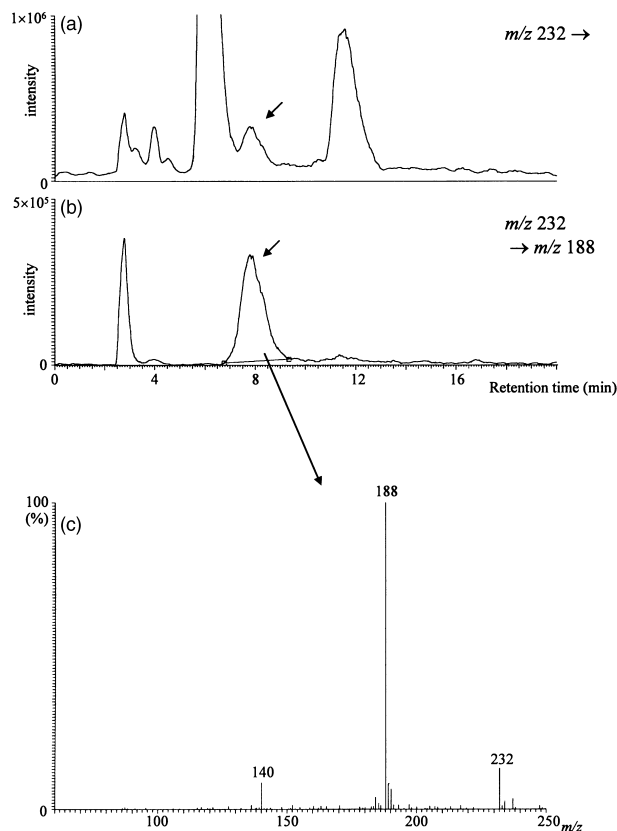 1×10⁶
(a)
m/z 232 →
intensity
0
5×10⁵
(b)
m/z 232
→ m/z 188
intensity
0
0 4 8 12 16
Retention time (min)
188
100
(%)
(c)
140
232
0
100 150 200 250
m/z